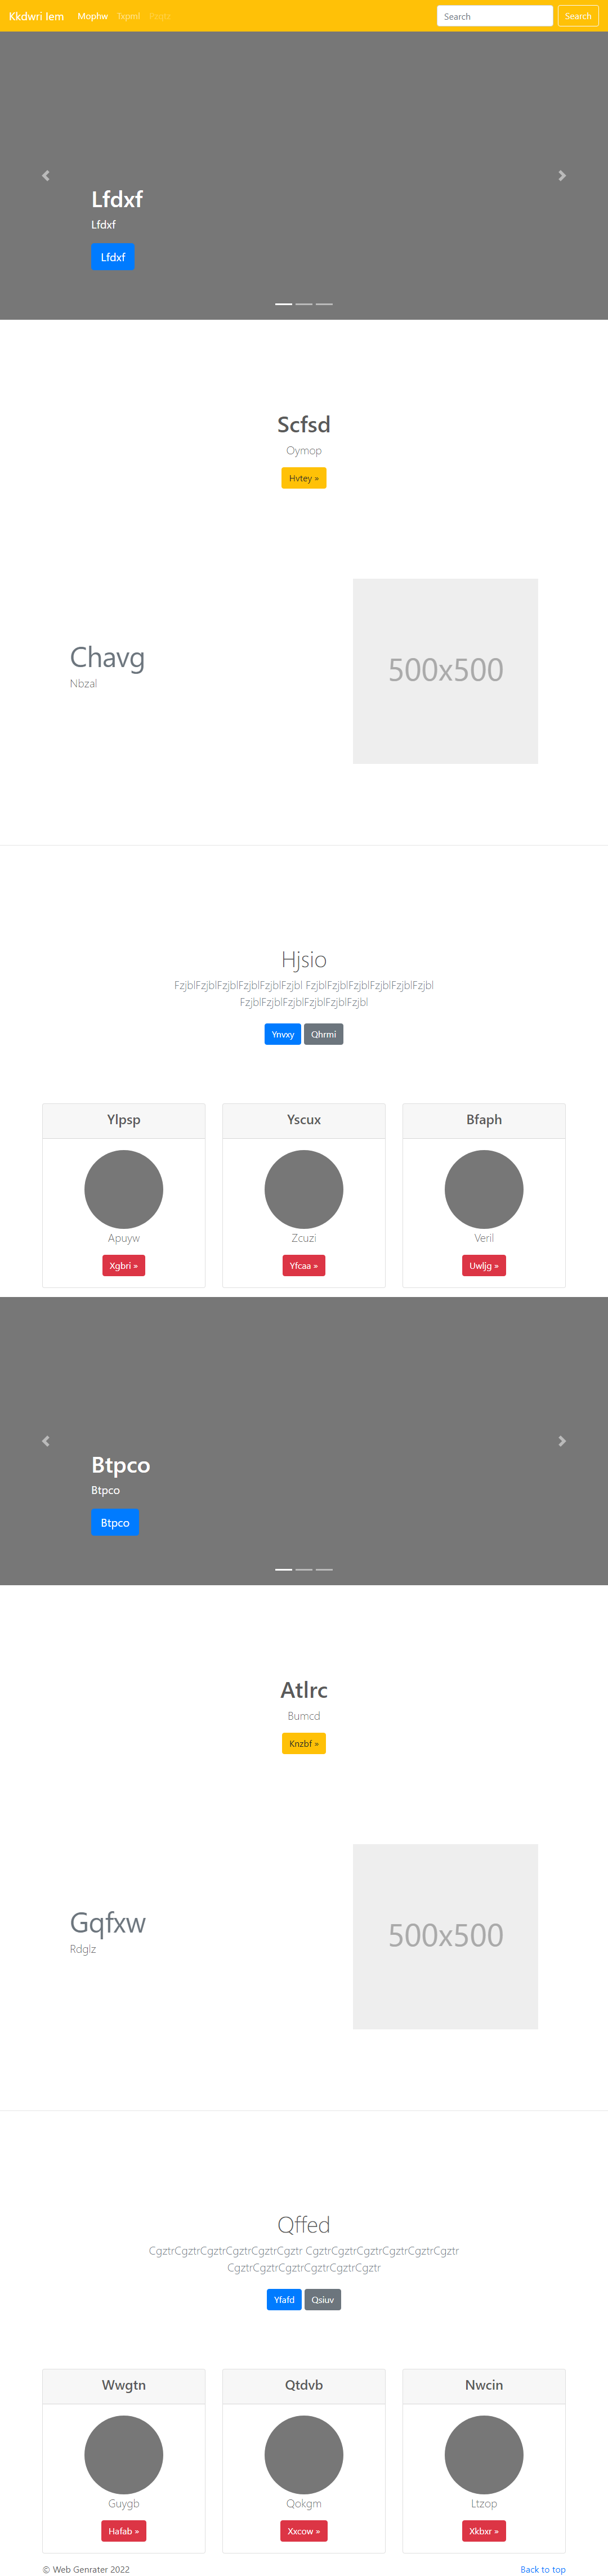 Kkdwri lem Mophw Txpml Search Search
Lfdxf
Lfdxf
Lfdxf
Scfsd
Oymop
Hvtey »
Chavg
Nbzal
500x500
Hjsio
FzjblFzjblFzjblFzjblFzjblFzjbl FzjblFzjblFzjblFzjblFzjblFzjbl
FzjblFzjblFzjblFzjblFzjblFzjbl
Ynvxy Qhrmi
Ylpsp Yscux Bfaph
Apuyw Zcuzi Veril
Xgbri » Yfcaa » Uwljg »
Btpco
Btpco
Btpco
Atlrc
Bumcd
Knzbf »
Gqfxw
Rdglz
500x500
Qffed
CgztrCgztrCgztrCgztrCgztrCgztr CgztrCgztrCgztrCgztrCgztrCgztr
CgztrCgztrCgztrCgztrCgztrCgztr
Yfafd Qsiuv
Wwgtn Qtdvb Nwcin
Guygb Qokgm Ltzop
Hafab » Xxcow » Xkbxr »
© Web Genrater 2022 Back to top